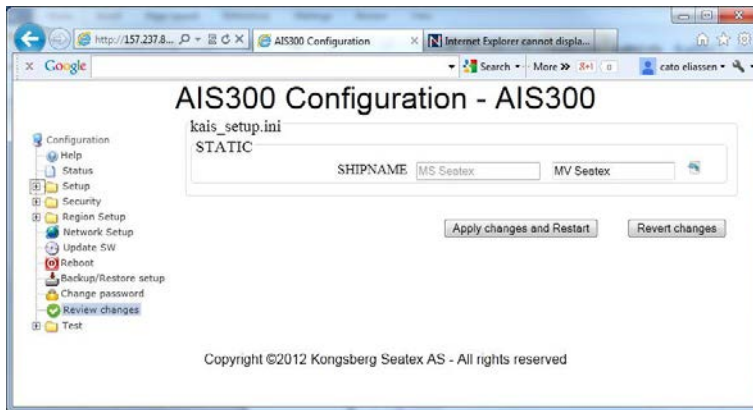 http://157.237.8...
AIS300 Configuration
Internet Explorer cannot displa...
x Google
Search
More »
cato eliassen
AIS300 Configuration - AIS300
kais_setup.ini
STATIC
SHIPNAME MS Seatex MV Seatex
Apply changes and Restart Revert changes
Configuration
Help
Status
Setup
Security
Region Setup
Network Setup
Update SW
Reboot
Backup/Restore setup
Change password
Review changes
Test
Copyright ©2012 Kongsberg Seatex AS - All rights reserved